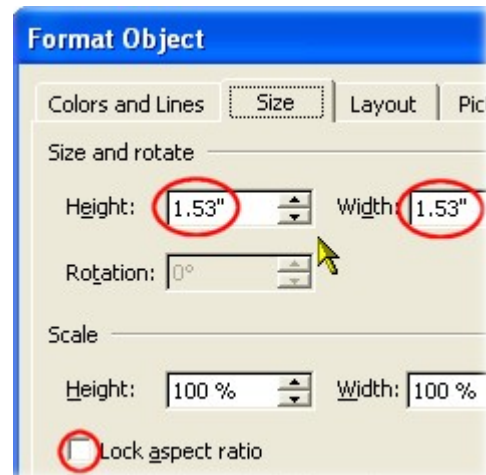 Format Object
Colors and Lines Size Layout Pic
Size and rotate
Height: 1.53" Width: 1.53"
Rotation: 0°
Scale
Height: 100 % Width: 100 %
Lock aspect ratio